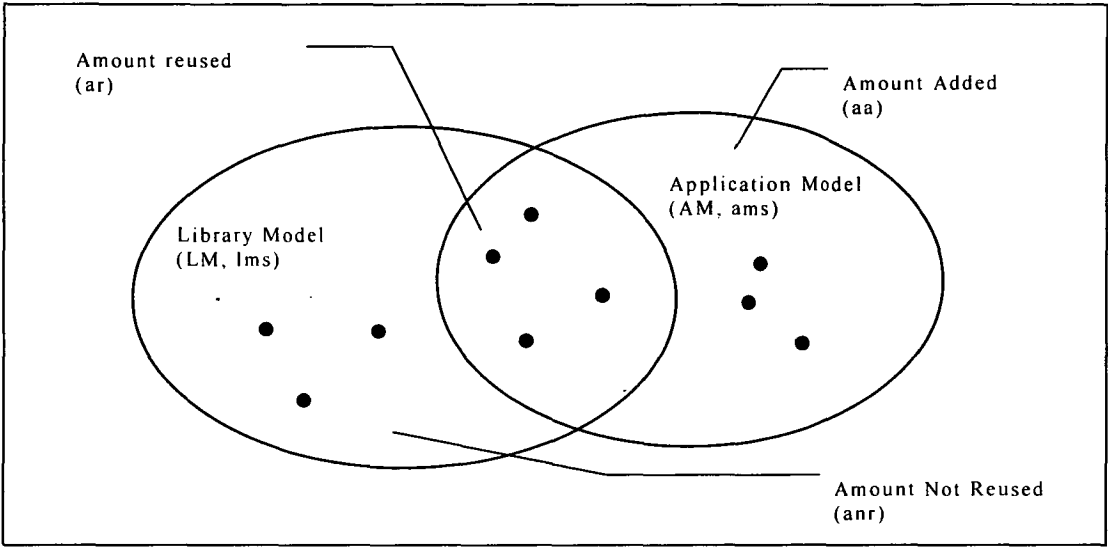 Amount reused
(ar)
Amount Added
(aa)
Application Model
(AM, ams)
Library Model
(LM, lms)
Amount Not Reused
(anr)